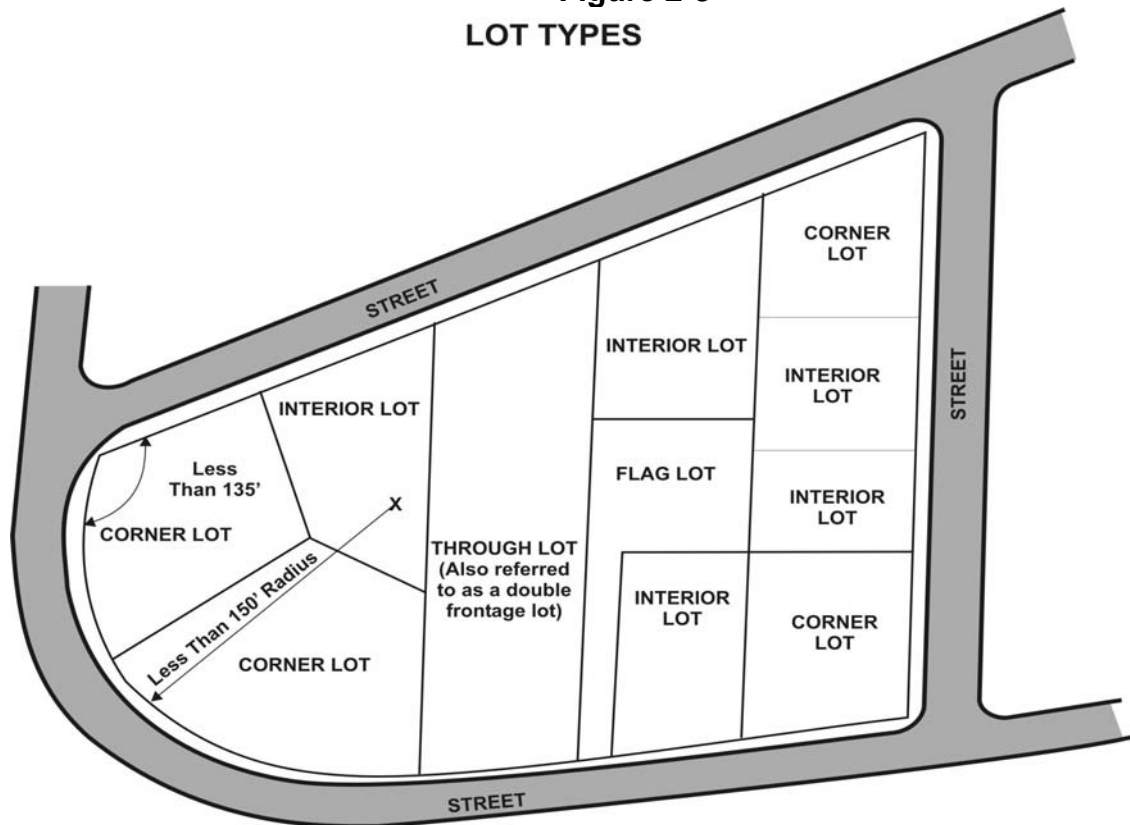 LOT TYPES
CORNER
LOT
STREET
INTERIOR LOT
INTERIOR
LOT
STREET
INTERIOR LOT
Less
Than 135’
FLAG LOT
INTERIOR
LOT
X
CORNER LOT
THROUGH LOT
(Also referred
to as a double
frontage lot)
Less Than 150’ Radius
INTERIOR
LOT
CORNER
LOT
CORNER LOT
STREET